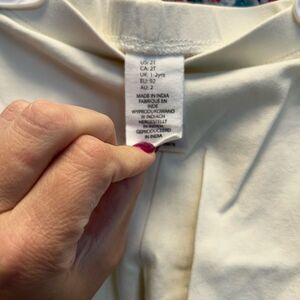 US: 2T
CA: 2T
UK: 1-2yrs
EU: 92
AU: 2
MADE IN INDIA
FABRIQUÉ EN
INDE
WYPRODUKOWANO
W INDIACH
HERGESTELLT
IN INDIEN
GEPRODUCEERD
IN INDIA